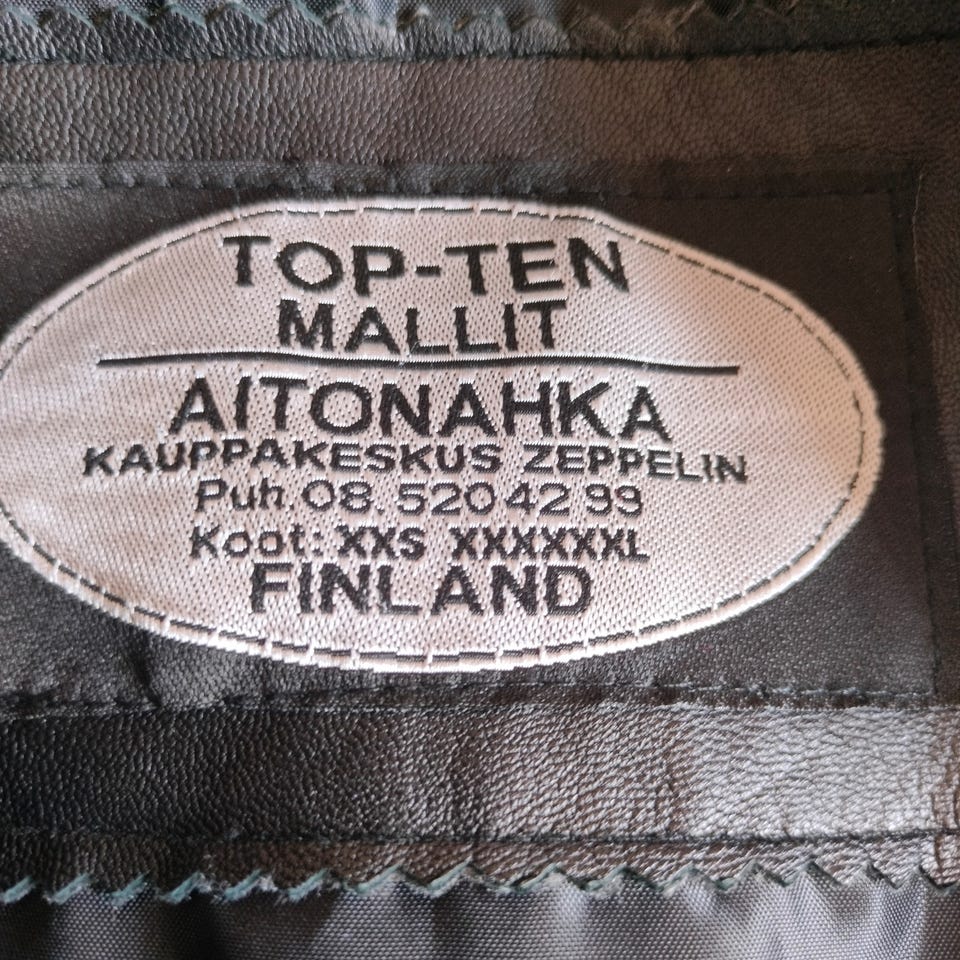 TOP-TEN
MALLIT
AITONAHKA
KAUPPAKESKUS ZEPPELIN
Puh. 08. 520 42 99
Koot: XXS XXXXXXL
FINLAND